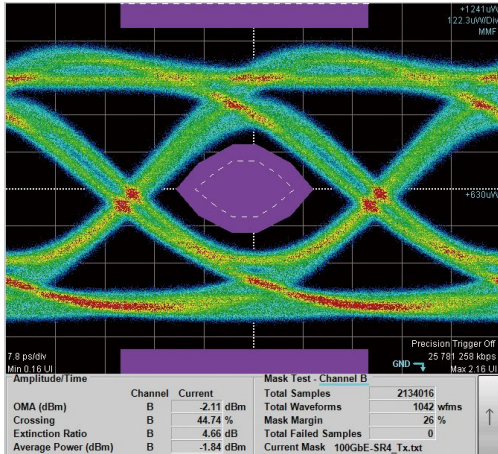 +1241uW
122.3uW/Div
MMF
+630uW
Precision Trigger Off
7.8 ps/div
GND
25 781 258 kbps
Min 0.16 UI
Max 2.16 UI
Amplitude/Time
Mask Test - Channel B
Channel Current
Total Samples 2134016
OMA (dBm) B -2.11 dBm
Total Waveforms 1042 wfms
Crossing B 44.74 %
Mask Margin 26 %
Extinction Ratio B 4.66 dB
Total Failed Samples 0
Average Power (dBm) B -1.84 dBm
Current Mask 100GbE-SR4_Tx.txt